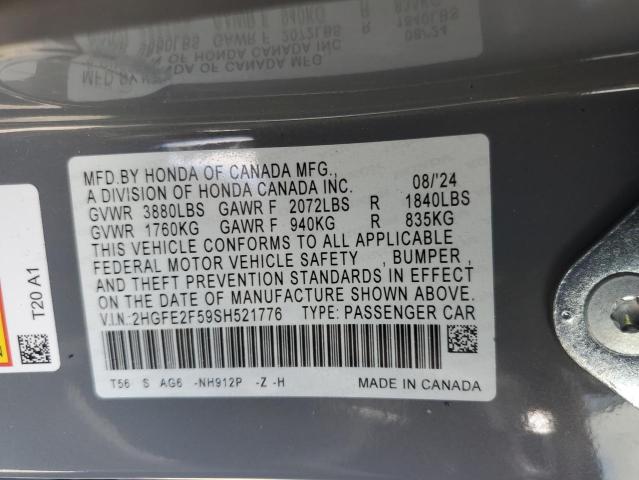 MFD.BY HONDA OF CANADA MFG.,
A DIVISION OF HONDA CANADA INC. 08/'24
GVWR 3880LBS GAWR F 2072LBS R 1840LBS
GVWR 1760KG GAWR F 940KG R 835KG
THIS VEHICLE CONFORMS TO ALL APPLICABLE
FEDERAL MOTOR VEHICLE SAFETY , BUMPER ,
AND THEFT PREVENTION STANDARDS IN EFFECT
ON THE DATE OF MANUFACTURE SHOWN ABOVE.
V.I.N:2HGFE2F59SH521776 TYPE: PASSENGER CAR
T56 S AG6 -NH912P -Z -H
MADE IN CANADA
T20 A1